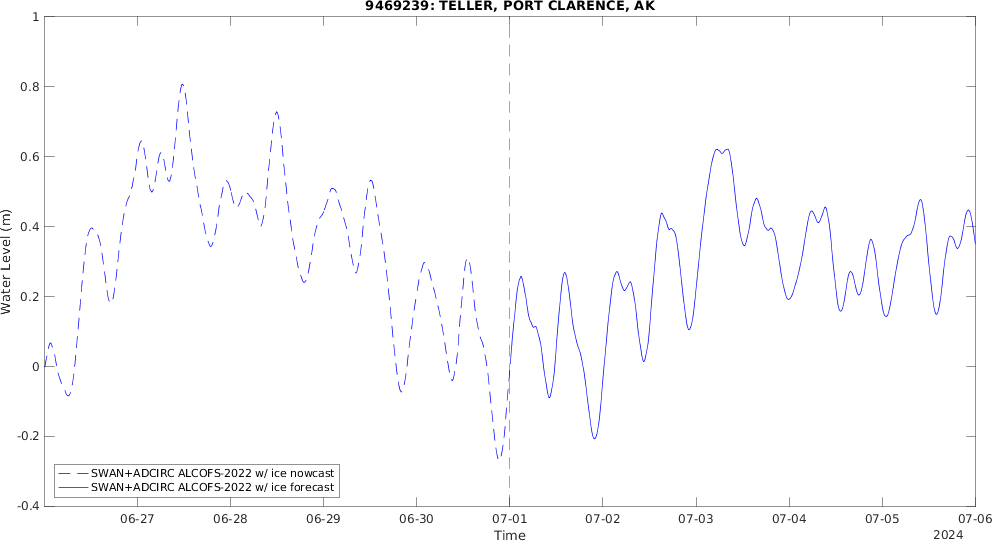 9469239: TELLER, PORT CLARENCE, AK
Water Level (m)
1
0.8
0.6
0.4
0.2
0
-0.2
-0.4
SWAN+ADCIRC ALCOFS-2022 w/ ice nowcast
SWAN+ADCIRC ALCOFS-2022 w/ ice forecast
06-27 06-28 06-29 06-30 07-01 07-02 07-03 07-04 07-05 07-06
Time
2024